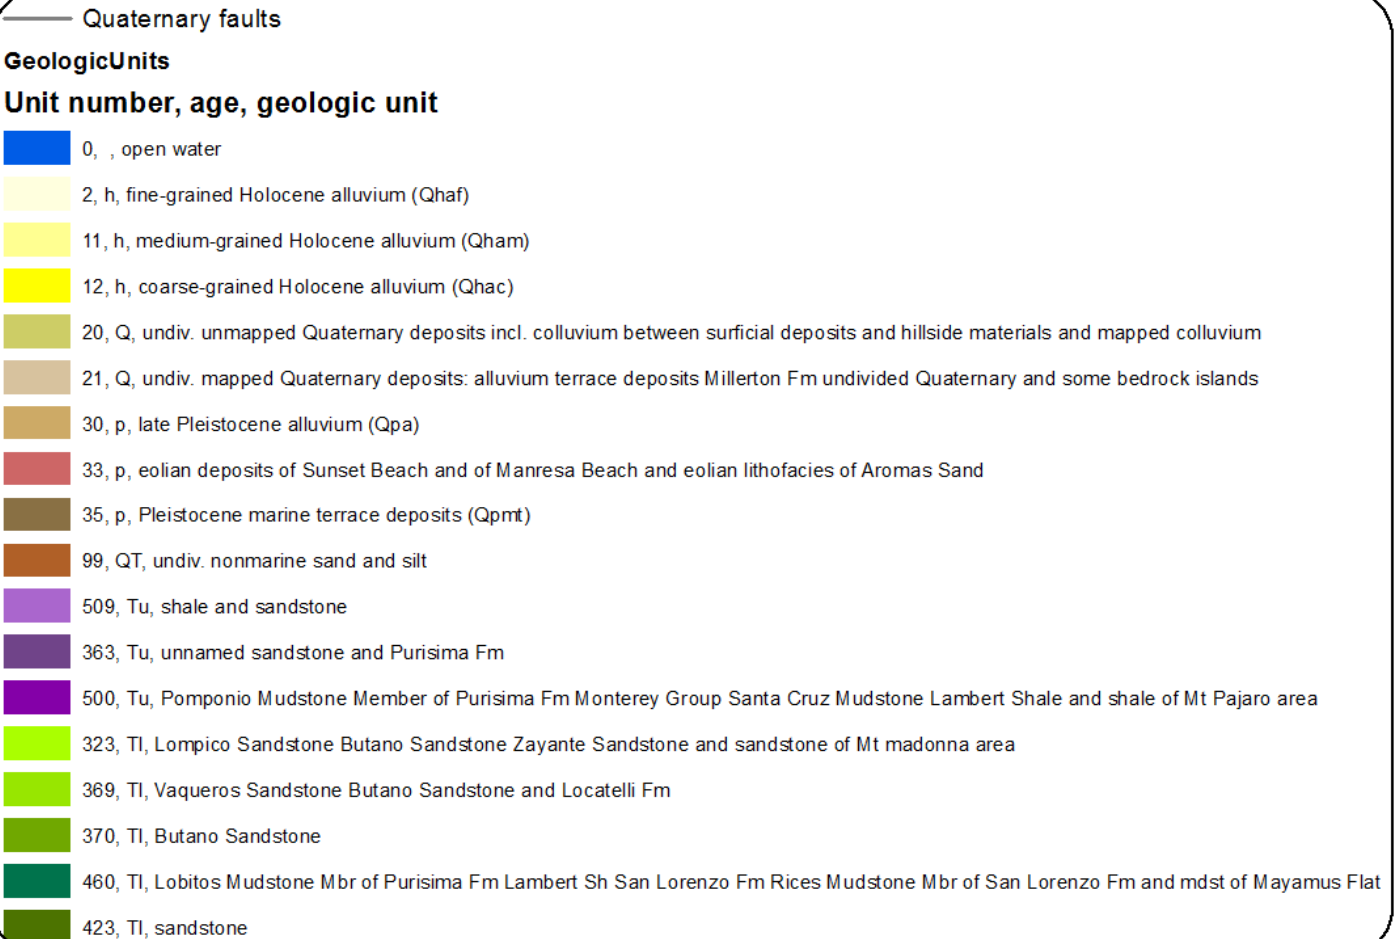 Quaternary faults
GeologicUnits
Unit number, age, geologic unit
0, , open water
2, h, fine-grained Holocene alluvium (Qhaf)
11, h, medium-grained Holocene alluvium (Qham)
12, h, coarse-grained Holocene alluvium (Qhac)
20, Q, undiv. unmapped Quaternary deposits incl. colluvium between surficial deposits and hillside materials and mapped colluvium
21, Q, undiv. mapped Quaternary deposits: alluvium terrace deposits Millerton Fm undivided Quaternary and some bedrock islands
30, p, late Pleistocene alluvium (Qpa)
33, p, eolian deposits of Sunset Beach and of Manresa Beach and eolian lithofacies of Aromas Sand
35, p, Pleistocene marine terrace deposits (Qpmt)
99, QT, undiv. nonmarine sand and silt
509, Tu, shale and sandstone
363, Tu, unnamed sandstone and Purisima Fm
500, Tu, Pomponio Mudstone Member of Purisima Fm Monterey Group Santa Cruz Mudstone Lambert Shale and shale of Mt Pajaro area
323, Tl, Lompico Sandstone Butano Sandstone Zayante Sandstone and sandstone of Mt madonna area
369, Tl, Vaqueros Sandstone Butano Sandstone and Locatelli Fm
370, Tl, Butano Sandstone
460, Tl, Lobitos Mudstone Mbr of Purisima Fm Lambert Sh San Lorenzo Fm Rices Mudstone Mbr of San Lorenzo Fm and mdst of Mayamus Flat
423, Tl, sandstone